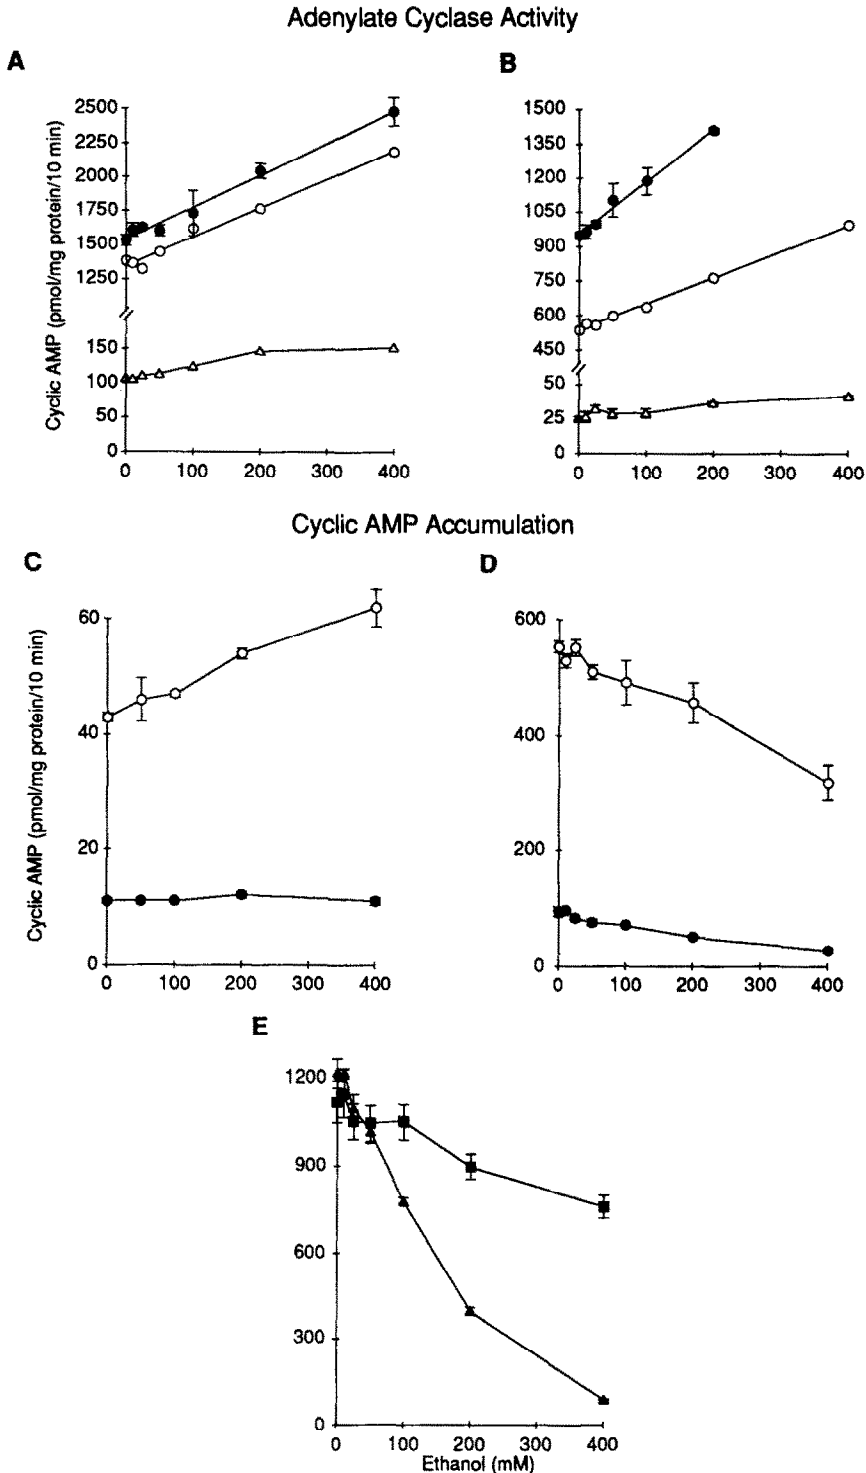 Adenylate Cyclase Activity
A
B
Cyclic AMP (pmol/mg protein/10 min)
2500
2250
2000
1750
1500
1250
150
100
50
0
0 100 200 300 400
1500
1350
1200
1050
900
750
600
450
50
25
0
0 100 200 300 400
Cyclic AMP Accumulation
C
D
Cyclic AMP (pmol/mg protein/10 min)
60
40
20
0
0 100 200 300 400
600
400
200
0
0 100 200 300 400
E
1200
900
600
300
0
0 100 200 300 400
Ethanol (mM)